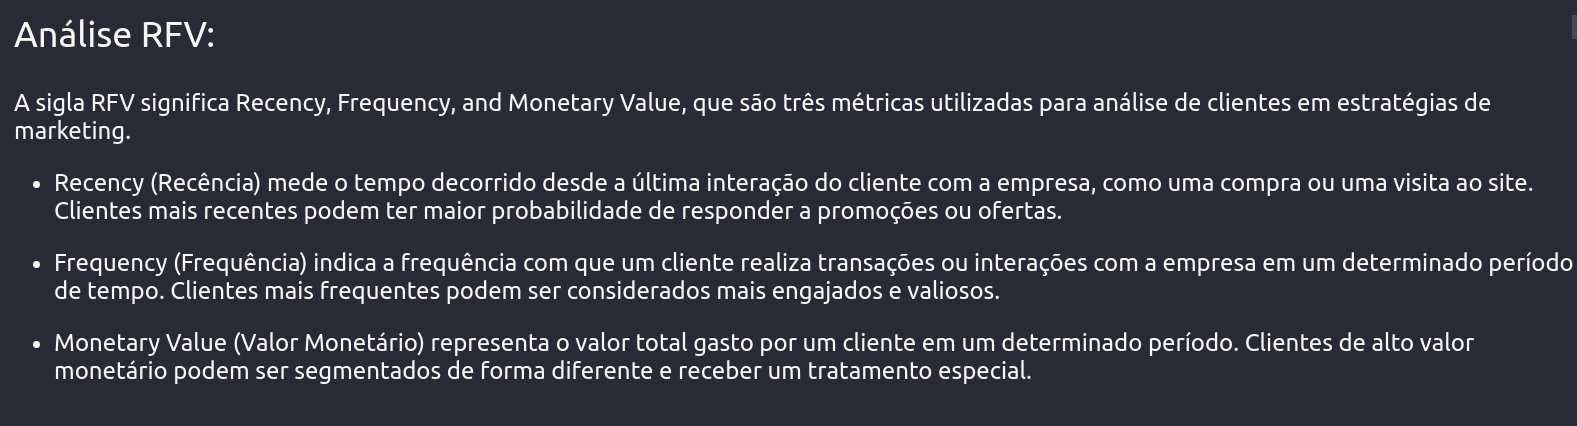 Análise RFV:
A sigla RFV significa Recency, Frequency, and Monetary Value, que são três métricas utilizadas para análise de clientes em estratégias de
marketing.
• Recency (Recência) mede o tempo decorrido desde a última interação do cliente com a empresa, como uma compra ou uma visita ao site.
Clientes mais recentes podem ter maior probabilidade de responder a promoções ou ofertas.
• Frequency (Frequência) indica a frequência com que um cliente realiza transações ou interações com a empresa em um determinado período
de tempo. Clientes mais frequentes podem ser considerados mais engajados e valiosos.
• Monetary Value (Valor Monetário) representa o valor total gasto por um cliente em um determinado período. Clientes de alto valor
monetário podem ser segmentados de forma diferente e receber um tratamento especial.